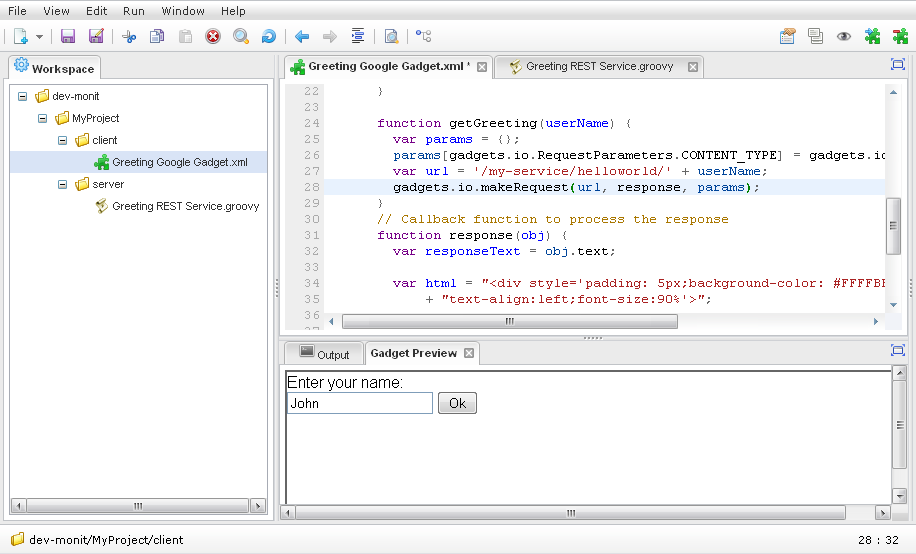 File View Edit Run Window Help
Workspace
dev-monit
MyProject
client
Greeting Google Gadget.xml
server
Greeting REST Service.groovy
Greeting Google Gadget.xml * Greeting REST Service.groovy
22 }
23
24 function getGreeting(userName) {
25 var params = {};
26 params[gadgets.io.RequestParameters.CONTENT_TYPE] = gadgets.io
27 var url = '/my-service/helloworld/' + userName;
28 gadgets.io.makeRequest(url, response, params);
29 }
30 // Callback function to process the response
31 function response(obj) {
32 var responseText = obj.text;
33
34 var html = "<div style='padding: 5px;background-color: #FFFFBF
35 + "text-align:left;font-size:90%'>";
36
Output Gadget Preview
Enter your name:
John Ok
dev-monit/MyProject/client 28 : 32